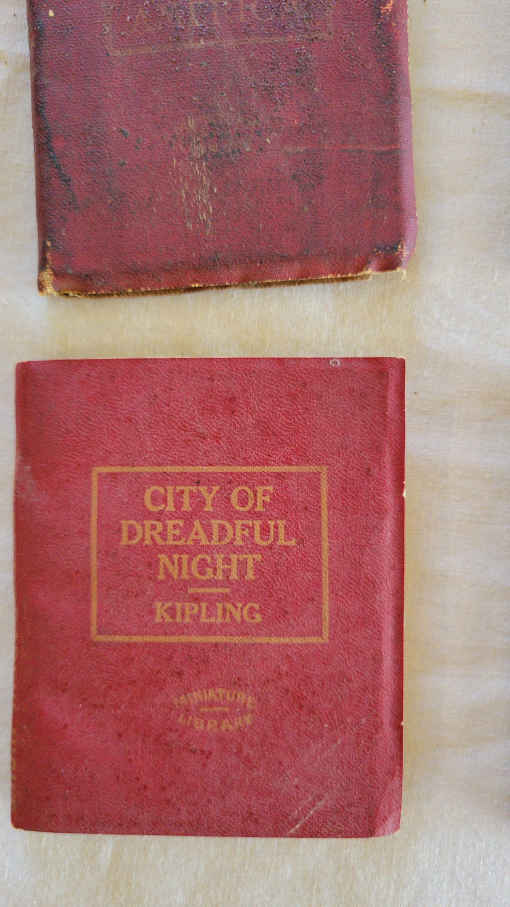 CITY OF
DREADFUL
NIGHT
KIPLING
MINIATURE
LIBRARY